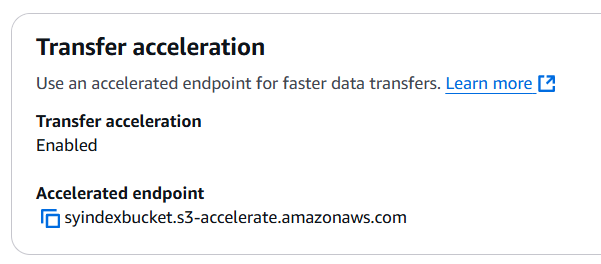 Transfer acceleration
Use an accelerated endpoint for faster data transfers. Learn more
Transfer acceleration
Enabled
Accelerated endpoint
syindexbucket.s3-accelerate.amazonaws.com